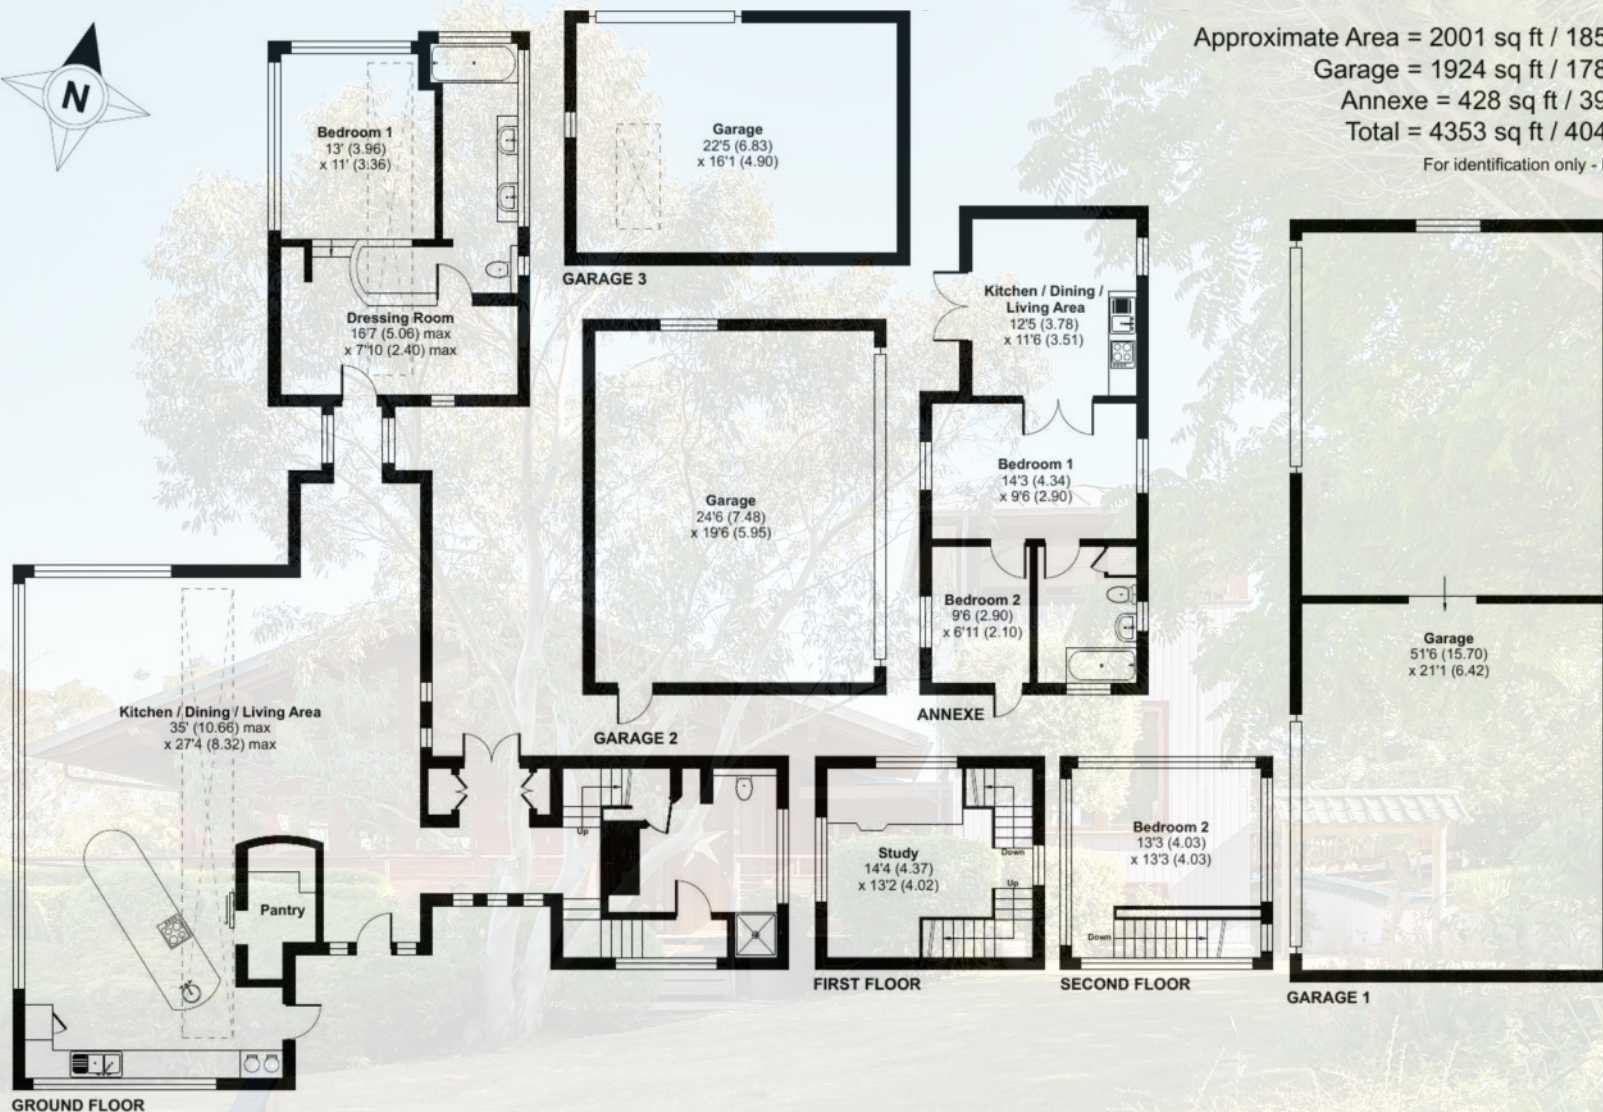 Approximate Area = 2001 sq ft / 185
Garage = 1924 sq ft / 178
Annexe = 428 sq ft / 39
Total = 4353 sq ft / 404
For identification only -
N
Bedroom 1
13' (3.96)
x 11' (3.36)
Dressing Room
16'7 (5.06) max
x 7'10 (2.40) max
Kitchen / Dining / Living Area
35' (10.66) max
x 27'4 (8.32) max
Pantry
Up
GROUND FLOOR
Garage
22'5 (6.83)
x 16'1 (4.90)
GARAGE 3
Garage
24'6 (7.48)
x 19'6 (5.95)
GARAGE 2
Kitchen / Dining /
Living Area
12'5 (3.78)
x 11'6 (3.51)
Bedroom 1
14'3 (4.34)
x 9'6 (2.90)
Bedroom 2
9'6 (2.90)
x 6'11 (2.10)
ANNEXE
Study
14'4 (4.37)
x 13'2 (4.02)
Down
Up
FIRST FLOOR
Bedroom 2
13'3 (4.03)
x 13'3 (4.03)
Down
SECOND FLOOR
Garage
51'6 (15.70)
x 21'1 (6.42)
GARAGE 1